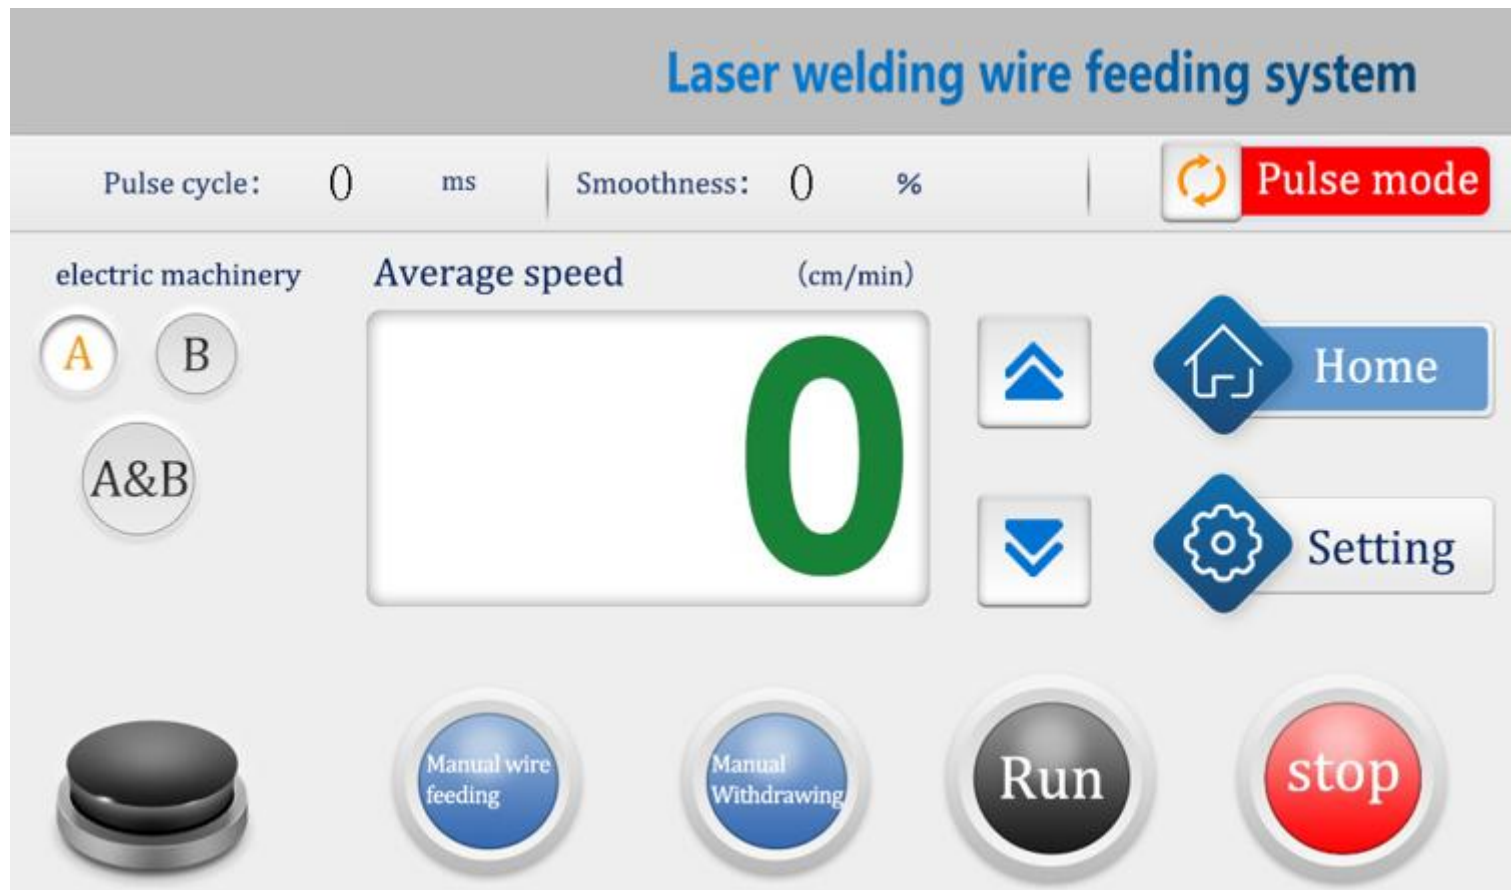 Laser welding wire feeding system
Pulse cycle: 0 ms Smoothness: 0 % Pulse mode
electric machinery Average speed (cm/min)
A B
0
Home
A&B
Setting
Manual wire
feeding
Manual
Withdrawing
Run
stop